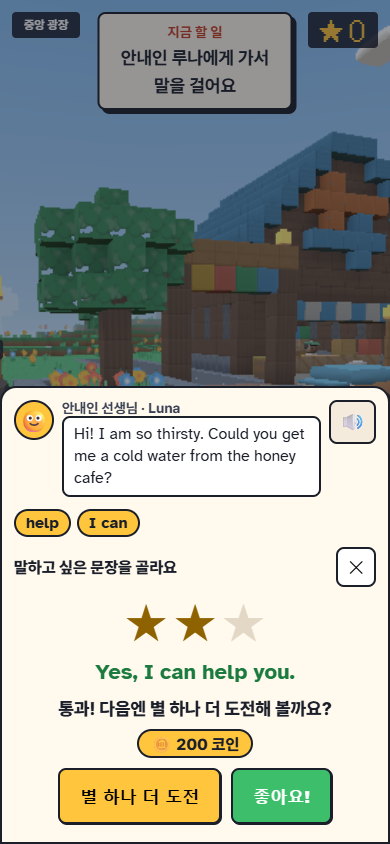 중앙 광장
지금 할 일
안내인 루나에게 가서
말을 걸어요
0
안내인 선생님 · Luna
Hi! I am so thirsty. Could you get
me a cold water from the honey
cafe?
help
I can
말하고 싶은 문장을 골라요
Yes, I can help you.
통과! 다음엔 별 하나 더 도전해 볼까요?
200 코인
별 하나 더 도전
좋아요!